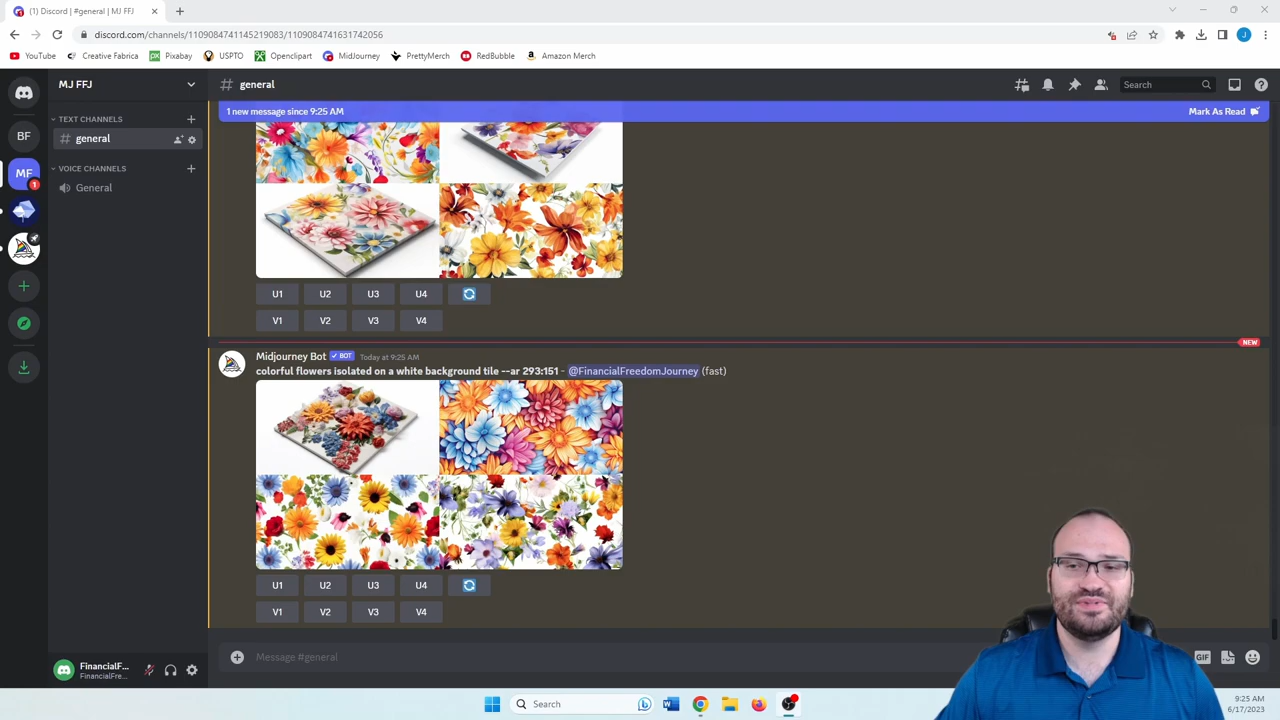 (1) Discord | #general | MJ FFJ
discord.com/channels/1109084741145219083/1109084741631742056
J
YouTube Creative Fabrica Pixabay USPTO Openclipart MidJourney PrettyMerch RedBubble Amazon Merch
MJ FFJ
general
Search
1 new message since 9:25 AM
Mark As Read
TEXT CHANNELS
general
VOICE CHANNELS
General
BF
MF
1
U1 U2 U3 U4
V1 V2 V3 V4
NEW
Midjourney Bot BOT Today at 9:25 AM
colorful flowers isolated on a white background tile --ar 293:151 - @FinancialFreedomJourney (fast)
U1 U2 U3 U4
V1 V2 V3 V4
Message #general
GIF
FinancialF...
FinancialFre...
Search
9:25 AM
6/17/2023